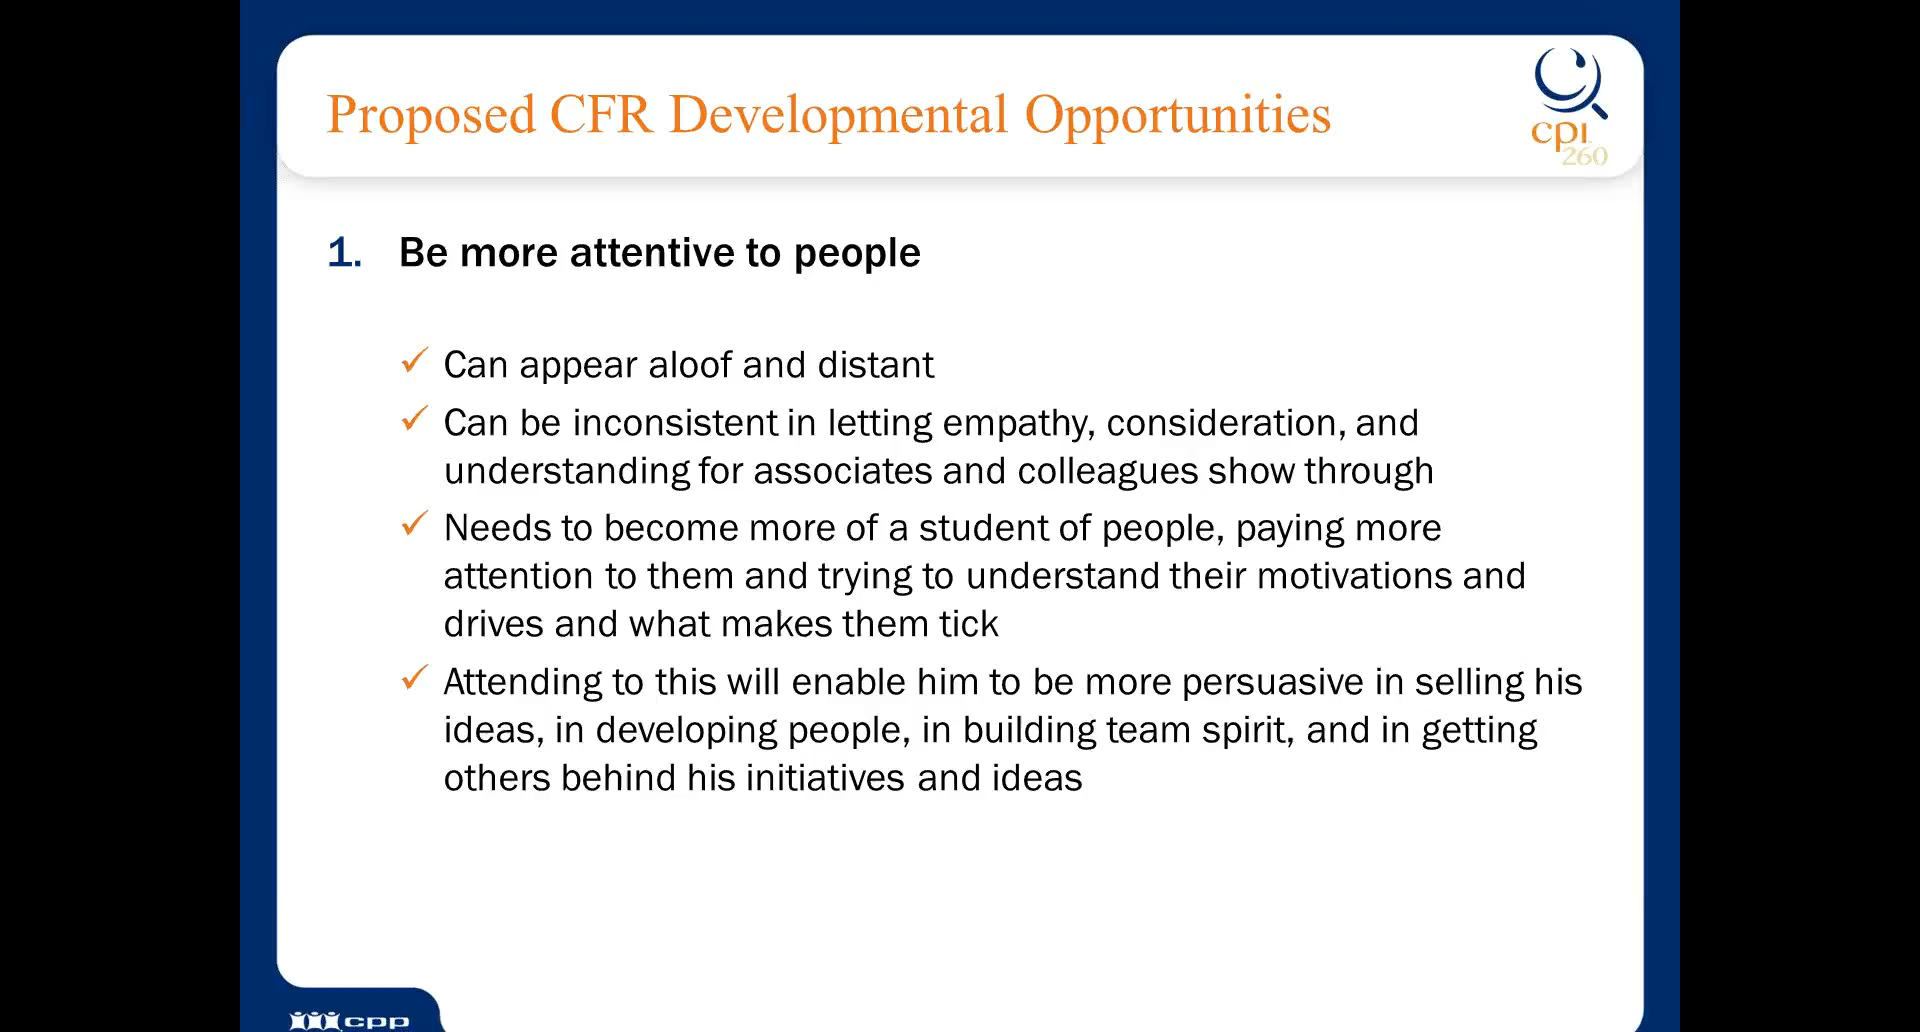 Proposed CFR Developmental Opportunities
cpi
260
1. Be more attentive to people
Can appear aloof and distant
Can be inconsistent in letting empathy, consideration, and
understanding for associates and colleagues show through
Needs to become more of a student of people, paying more
attention to them and trying to understand their motivations and
drives and what makes them tick
Attending to this will enable him to be more persuasive in selling his
ideas, in developing people, in building team spirit, and in getting
others behind his initiatives and ideas
cpp